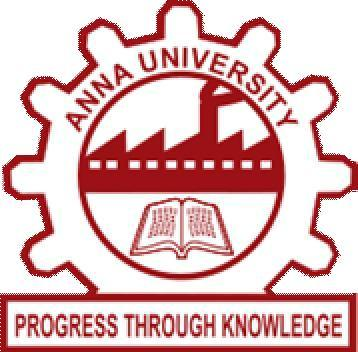 ANNA UNIVERSITY
PROGRESS THROUGH KNOWLEDGE